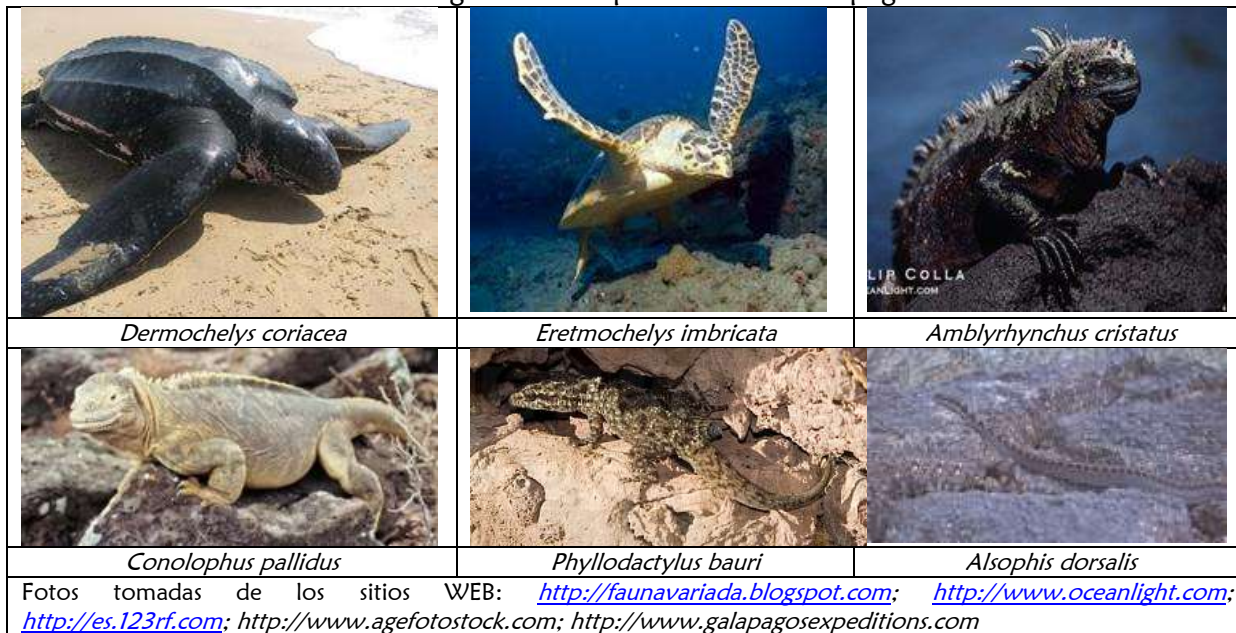 LIP COLLA
EANLIGHT.COM
Dermochelys coriacea
Eretmochelys imbricata
Amblyrhynchus cristatus
Conolophus pallidus
Phyllodactylus bauri
Alsophis dorsalis
Fotos tomadas de los sitios WEB: http://faunavariada.blogspot.com; http://www.oceanlight.com;
http://es.123rf.com; http://www.agefotostock.com; http://www.galapagosexpeditions.com